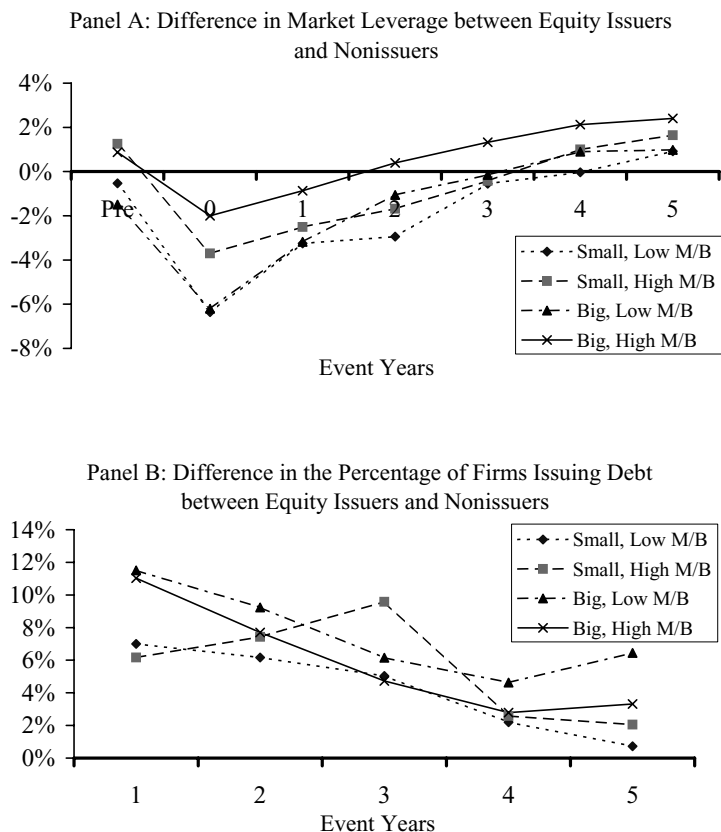 Panel A: Difference in Market Leverage between Equity Issuers
and Nonissuers
4%
2%
0%
-2%
-4%
-6%
-8%
Pre 0 1 2 3 4 5
Small, Low M/B
Small, High M/B
Big, Low M/B
Big, High M/B
Event Years
Panel B: Difference in the Percentage of Firms Issuing Debt
between Equity Issuers and Nonissuers
14%
12%
10%
8%
6%
4%
2%
0%
Small, Low M/B
Small, High M/B
Big, Low M/B
Big, High M/B
1 2 3 4 5
Event Years